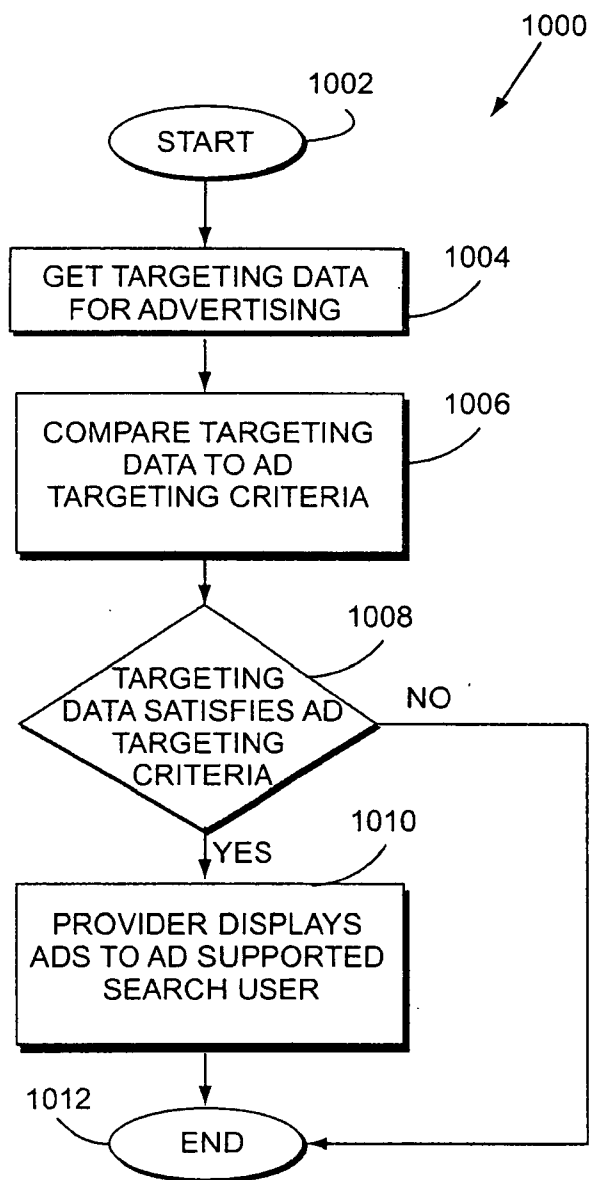 1000
1002
START
GET TARGETING DATA
FOR ADVERTISING
1004
1006
COMPARE TARGETING
DATA TO AD
TARGETING CRITERIA
1008
TARGETING
DATA SATISFIES AD
TARGETING
CRITERIA
NO
YES
1010
PROVIDER DISPLAYS
ADS TO AD SUPPORTED
SEARCH USER
1012
END